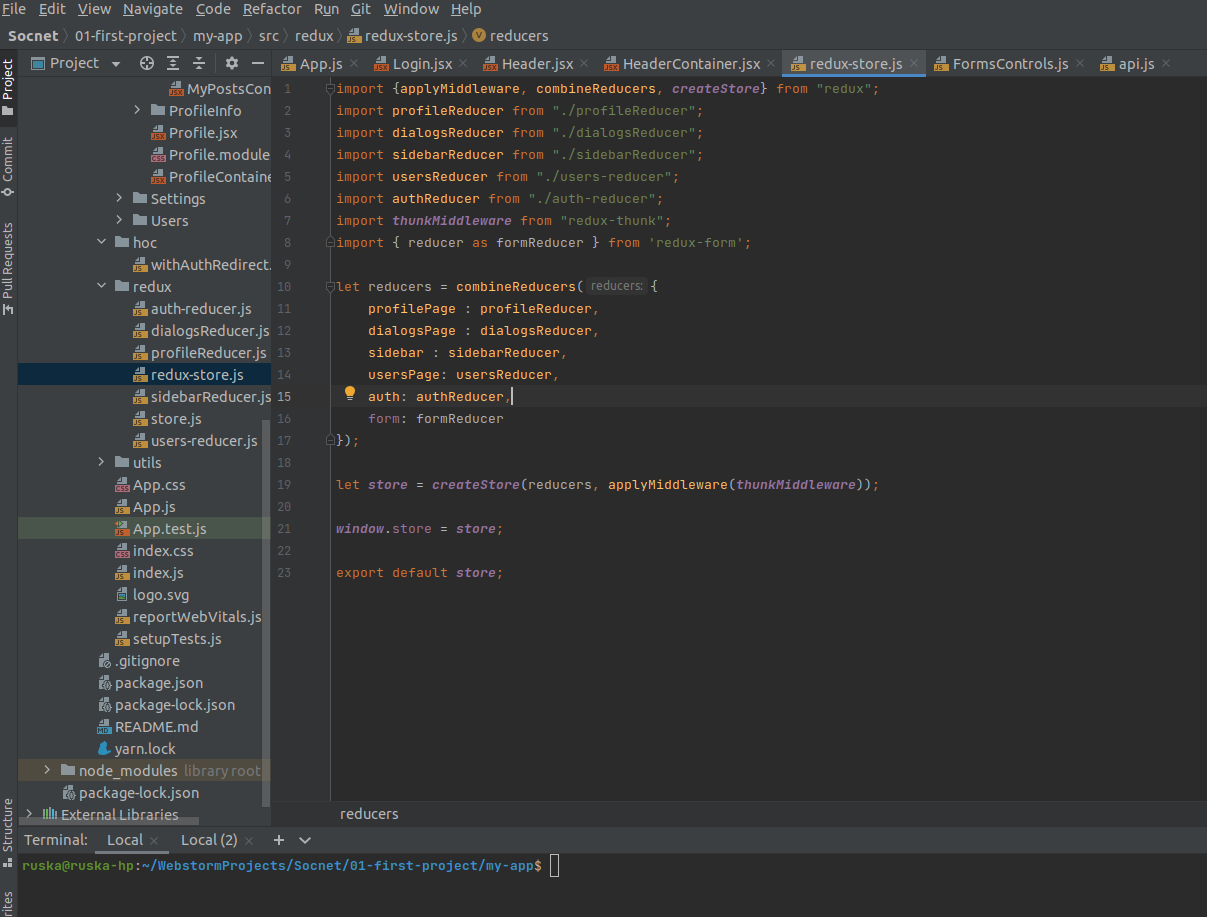 File Edit View Navigate Code Refactor Run Git Window Help
Socnet 01-first-project my-app src redux redux-store.js reducers
Project
App.js Login.jsx Header.jsx HeaderContainer.jsx redux-store.js FormsControls.js api.js
Project
Commit
Pull Requests
Structure
rites
MyPostsCon
ProfileInfo
Profile.jsx
Profile.module
ProfileContaine
Settings
Users
hoc
withAuthRedirect.
redux
auth-reducer.js
dialogsReducer.js
profileReducer.js
redux-store.js
sidebarReducer.js
store.js
users-reducer.js
utils
App.css
App.js
App.test.js
index.css
index.js
logo.svg
reportWebVitals.js
setupTests.js
.gitignore
package.json
package-lock.json
README.md
yarn.lock
node_modules library root
package-lock.json
External Libraries
1 import {applyMiddleware, combineReducers, createStore} from "redux";
2 import profileReducer from "./profileReducer";
3 import dialogsReducer from "./dialogsReducer";
4 import sidebarReducer from "./sidebarReducer";
5 import usersReducer from "./users-reducer";
6 import authReducer from "./auth-reducer";
7 import thunkMiddleware from "redux-thunk";
8 import { reducer as formReducer } from 'redux-form';
9
10 let reducers = combineReducers( reducers: {
11 profilePage : profileReducer,
12 dialogsPage : dialogsReducer,
13 sidebar : sidebarReducer,
14 usersPage: usersReducer,
15 auth: authReducer,
16 form: formReducer
17 });
18
19 let store = createStore(reducers, applyMiddleware(thunkMiddleware));
20
21 window.store = store;
22
23 export default store;
reducers
Terminal: Local Local (2)
ruska@ruska-hp:~/WebstormProjects/Socnet/01-first-project/my-app$